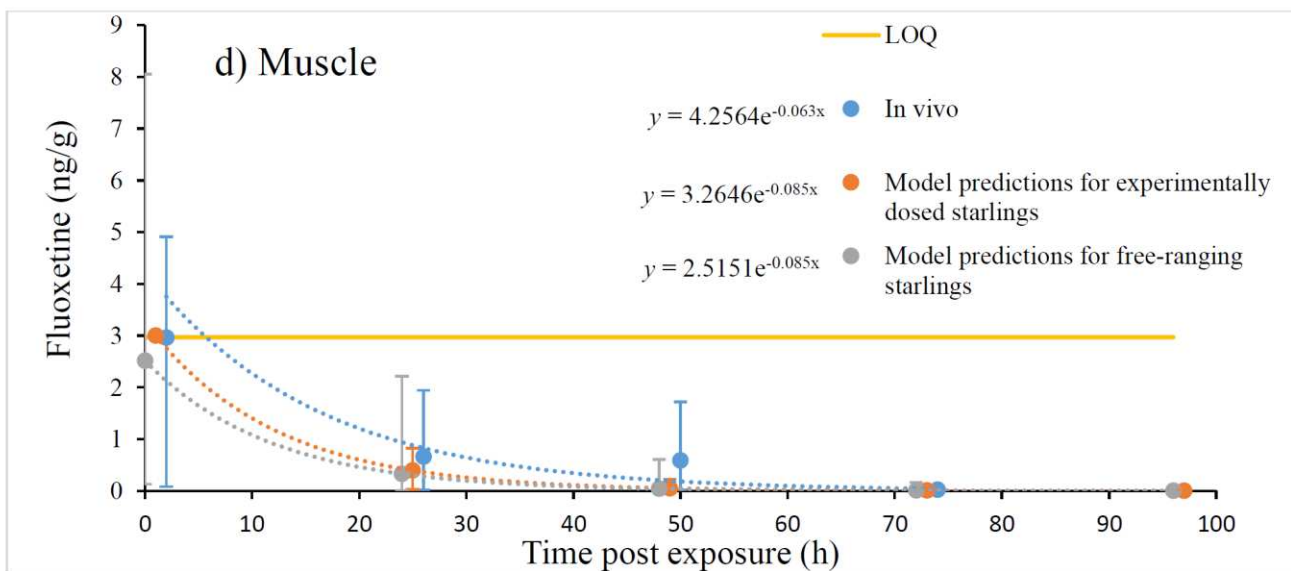 d) Muscle
Fluoxetine (ng/g)
9
8
7
6
5
4
3
2
1
0
LOQ
y = 4.2564e^-0.063x In vivo
y = 3.2646e^-0.085x Model predictions for experimentally
dosed starlings
y = 2.5151e^-0.085x Model predictions for free-ranging
starlings
0 10 20 30 40 50 60 70 80 90 100
Time post exposure (h)